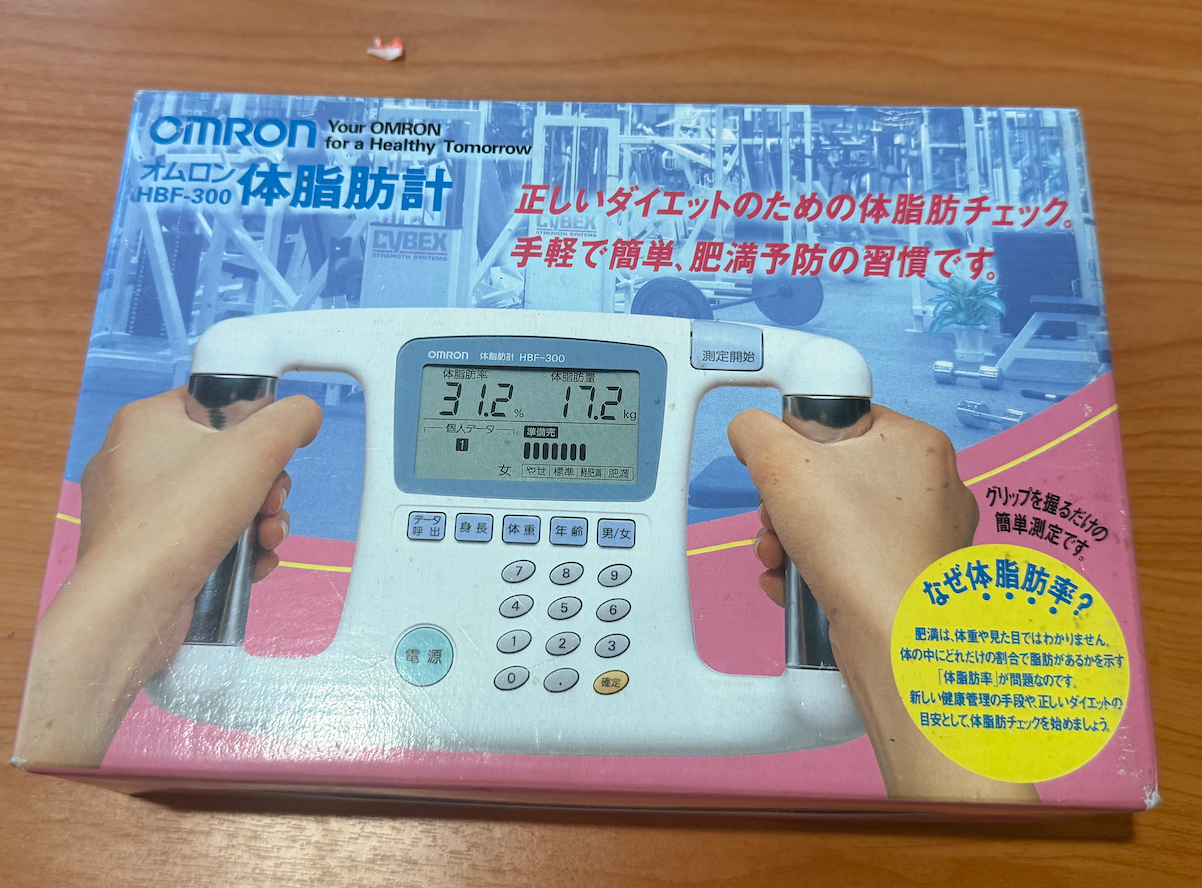 OMRON
Your OMRON
for a Healthy Tomorrow
オムロン
HBF-300
体脂肪計
正しいダイエットのための体脂肪チェック。
手軽で簡単、肥満予防の習慣です。
CYBEX
STRENGTH SYSTEMS
CYBEX
STRENGTH SYSTEMS
OMRON 体脂肪計 HBF-300
測定開始
体脂肪率 体脂肪量
31.2% 17.2kg
個人データ 準備完
1
女 やせ 標準 軽肥満 肥満
データ呼出 身長 体重 年齢 男/女
7 8 9
4 5 6
1 2 3
0 . 確定
電源
グリップを握るだけの
簡単測定です。
なぜ体脂肪率?
肥満は、体重や見た目ではわかりません。
体の中にどれだけの割合で脂肪があるかを示す
「体脂肪率」が問題なのです。
新しい健康管理の手段や、正しいダイエットの
目安として、体脂肪チェックを始めましょう。